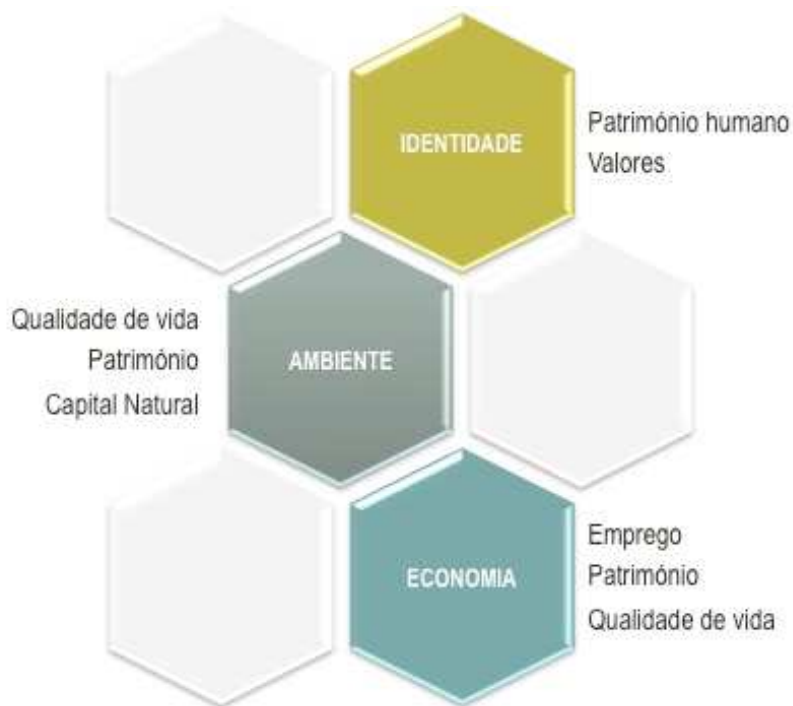 IDENTIDADE
Património humano
Valores
Qualidade de vida
Património
Capital Natural
AMBIENTE
ECONOMIA
Emprego
Património
Qualidade de vida